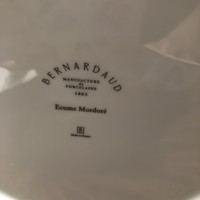 BERNARDAUD
MANUFACTURE
DE
PORCELAINE
1863
Ecume Mordoré
B